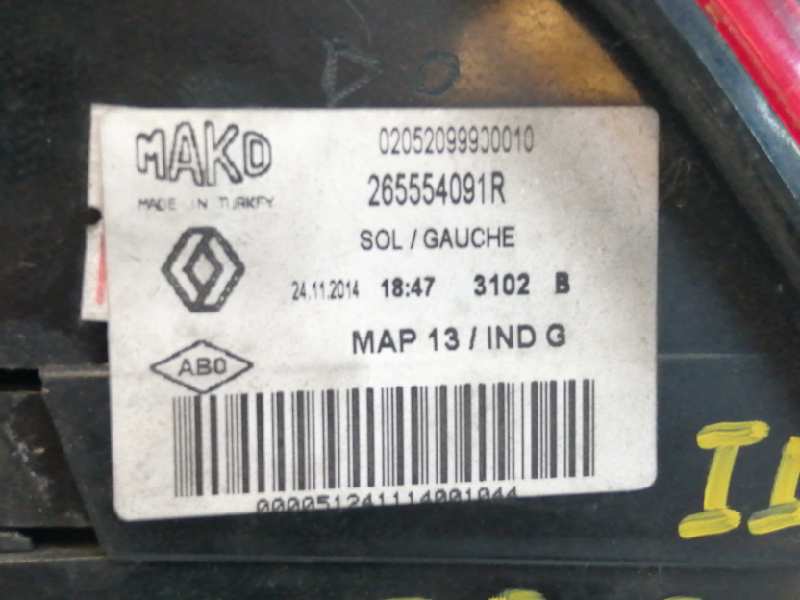 MAKO
02052099900010
MADE IN TURKEY
265554091R
SOL / GAUCHE
24.11.2014 18:47 3102 B
MAP 13 / IND G
ABO
000051241114001044